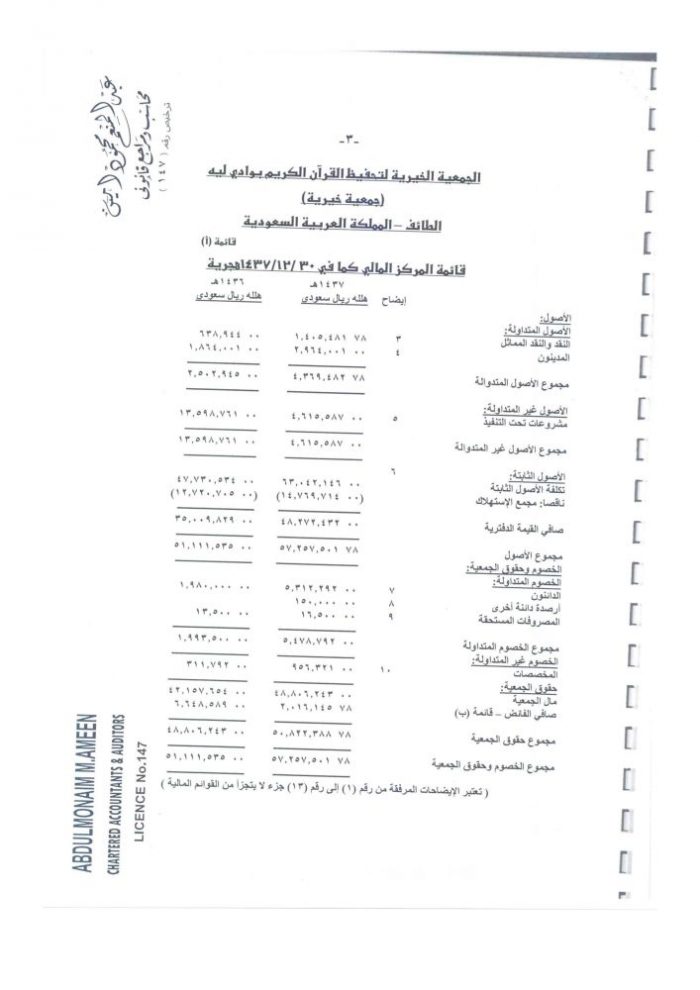 -٣-
الجمعية الخيرية لتحفيظ القرآن الكريم بوادي ليه
(جمعية خيرية)
الطائف – المملكة العربية السعودية
قائمة (أ)
قائمة المركز المالي كما في ٣٠ /١٢/ ١٤٣٧هجرية
١٤٣٧هـ ١٤٣٦هـ
إيضاح هلله ريال سعودي هلله ريال سعودي
الأصول:
الأصول المتداولة:
النقد والنقد المماثل ٣ ١,٤٠٥,٤٨١ ٧٨ ٦٣٨,٩٤٤ ٠٠
المدينون ٤ ٢,٩٦٤,٠٠١ ٠٠ ١,٨٦٤,٠٠١ ٠٠
مجموع الأصول المتدوالة ٤,٣٦٩,٤٨٢ ٧٨ ٢,٥٠٢,٩٤٥ ٠٠
الأصول غير المتداولة:
مشروعات تحت التنفيذ ٥ ٤,٦١٥,٥٨٧ ٠٠ ١٣,٥٩٨,٧٦١ ٠٠
مجموع الأصول غير المتدوالة ٤,٦١٥,٥٨٧ ٠٠ ١٣,٥٩٨,٧٦١ ٠٠
الأصول الثابتة: ٦
تكلفة الأصول الثابتة ٦٣,٠٤٢,١٤٦ ٠٠ ٤٧,٧٣٠,٥٣٤ ٠٠
ناقصا: مجمع الإستهلاك (١٤,٧٦٩,٧١٤ ٠٠) (١٢,٧٢٠,٧٠٥ ٠٠)
صافي القيمة الدفترية ٤٨,٢٧٢,٤٣٢ ٠٠ ٣٥,٠٠٩,٨٢٩ ٠٠
مجموع الأصول ٥٧,٢٥٧,٥٠١ ٧٨ ٥١,١١١,٥٣٥ ٠٠
الخصوم وحقوق الجمعية:
الخصوم المتداولة:
الدائنون ٧ ٥,٣١٢,٢٩٢ ٠٠ ١,٩٨٠,٠٠٠ ٠٠
أرصدة دائنة أخرى ٨ ١٥٠,٠٠٠ ٠٠
المصروفات المستحقة ٩ ١٦,٥٠٠ ٠٠ ١٣,٥٠٠ ٠٠
مجموع الخصوم المتداولة ٥,٤٧٨,٧٩٢ ٠٠ ١,٩٩٣,٥٠٠ ٠٠
الخصوم غير المتداولة:
المخصصات ١٠ ٩٥٦,٣٢١ ٠٠ ٣١١,٧٩٢ ٠٠
حقوق الجمعية:
مال الجمعية ٤٨,٨٠٦,٢٤٣ ٠٠ ٤٢,١٥٧,٦٥٤ ٠٠
صافي الفائض – قائمة (ب) ٢,٠١٦,١٤٥ ٧٨ ٦,٦٤٨,٥٨٩ ٠٠
مجموع حقوق الجمعية ٥٠,٨٢٢,٣٨٨ ٧٨ ٤٨,٨٠٦,٢٤٣ ٠٠
مجموع الخصوم وحقوق الجمعية ٥٧,٢٥٧,٥٠١ ٧٨ ٥١,١١١,٥٣٥ ٠٠
( تعتبر الإيضاحات المرفقة من رقم (١) إلى رقم (١٣) جزء لا يتجزأ من القوائم المالية )
محاسب ومراجع قانوني
ترخيص رقم ( ١٤٧ )
ABDULMONAIM M.AMEEN
CHARTERED ACCOUNTANTS & AUDITORS
LICENCE No.147